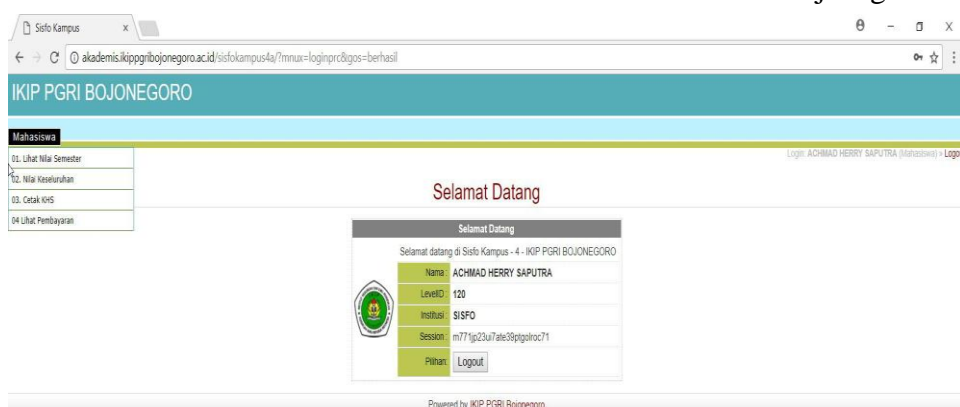 Sisfo Kampus
akademis.ikippgribojonegoro.ac.id/sisfokampus4a/?mnux=loginprc&gos=berhasil
IKIP PGRI BOJONEGORO
Mahasiswa
01. Lihat Nilai Semester
02. Nilai Keseluruhan
03. Cetak KHS
04 Lihat Pembayaran
Login: ACHMAD HERRY SAPUTRA (Mahasiswa) » Logo
Selamat Datang
Selamat Datang
Selamat datang di Sisfo Kampus - 4 - IKIP PGRI BOJONEGORO
Nama : ACHMAD HERRY SAPUTRA
LevelID : 120
Institusi : SISFO
Session : m771jp23ui7ate39ptgolroc71
Pilihan: Logout
Powered by IKIP PGRI Bojonegoro